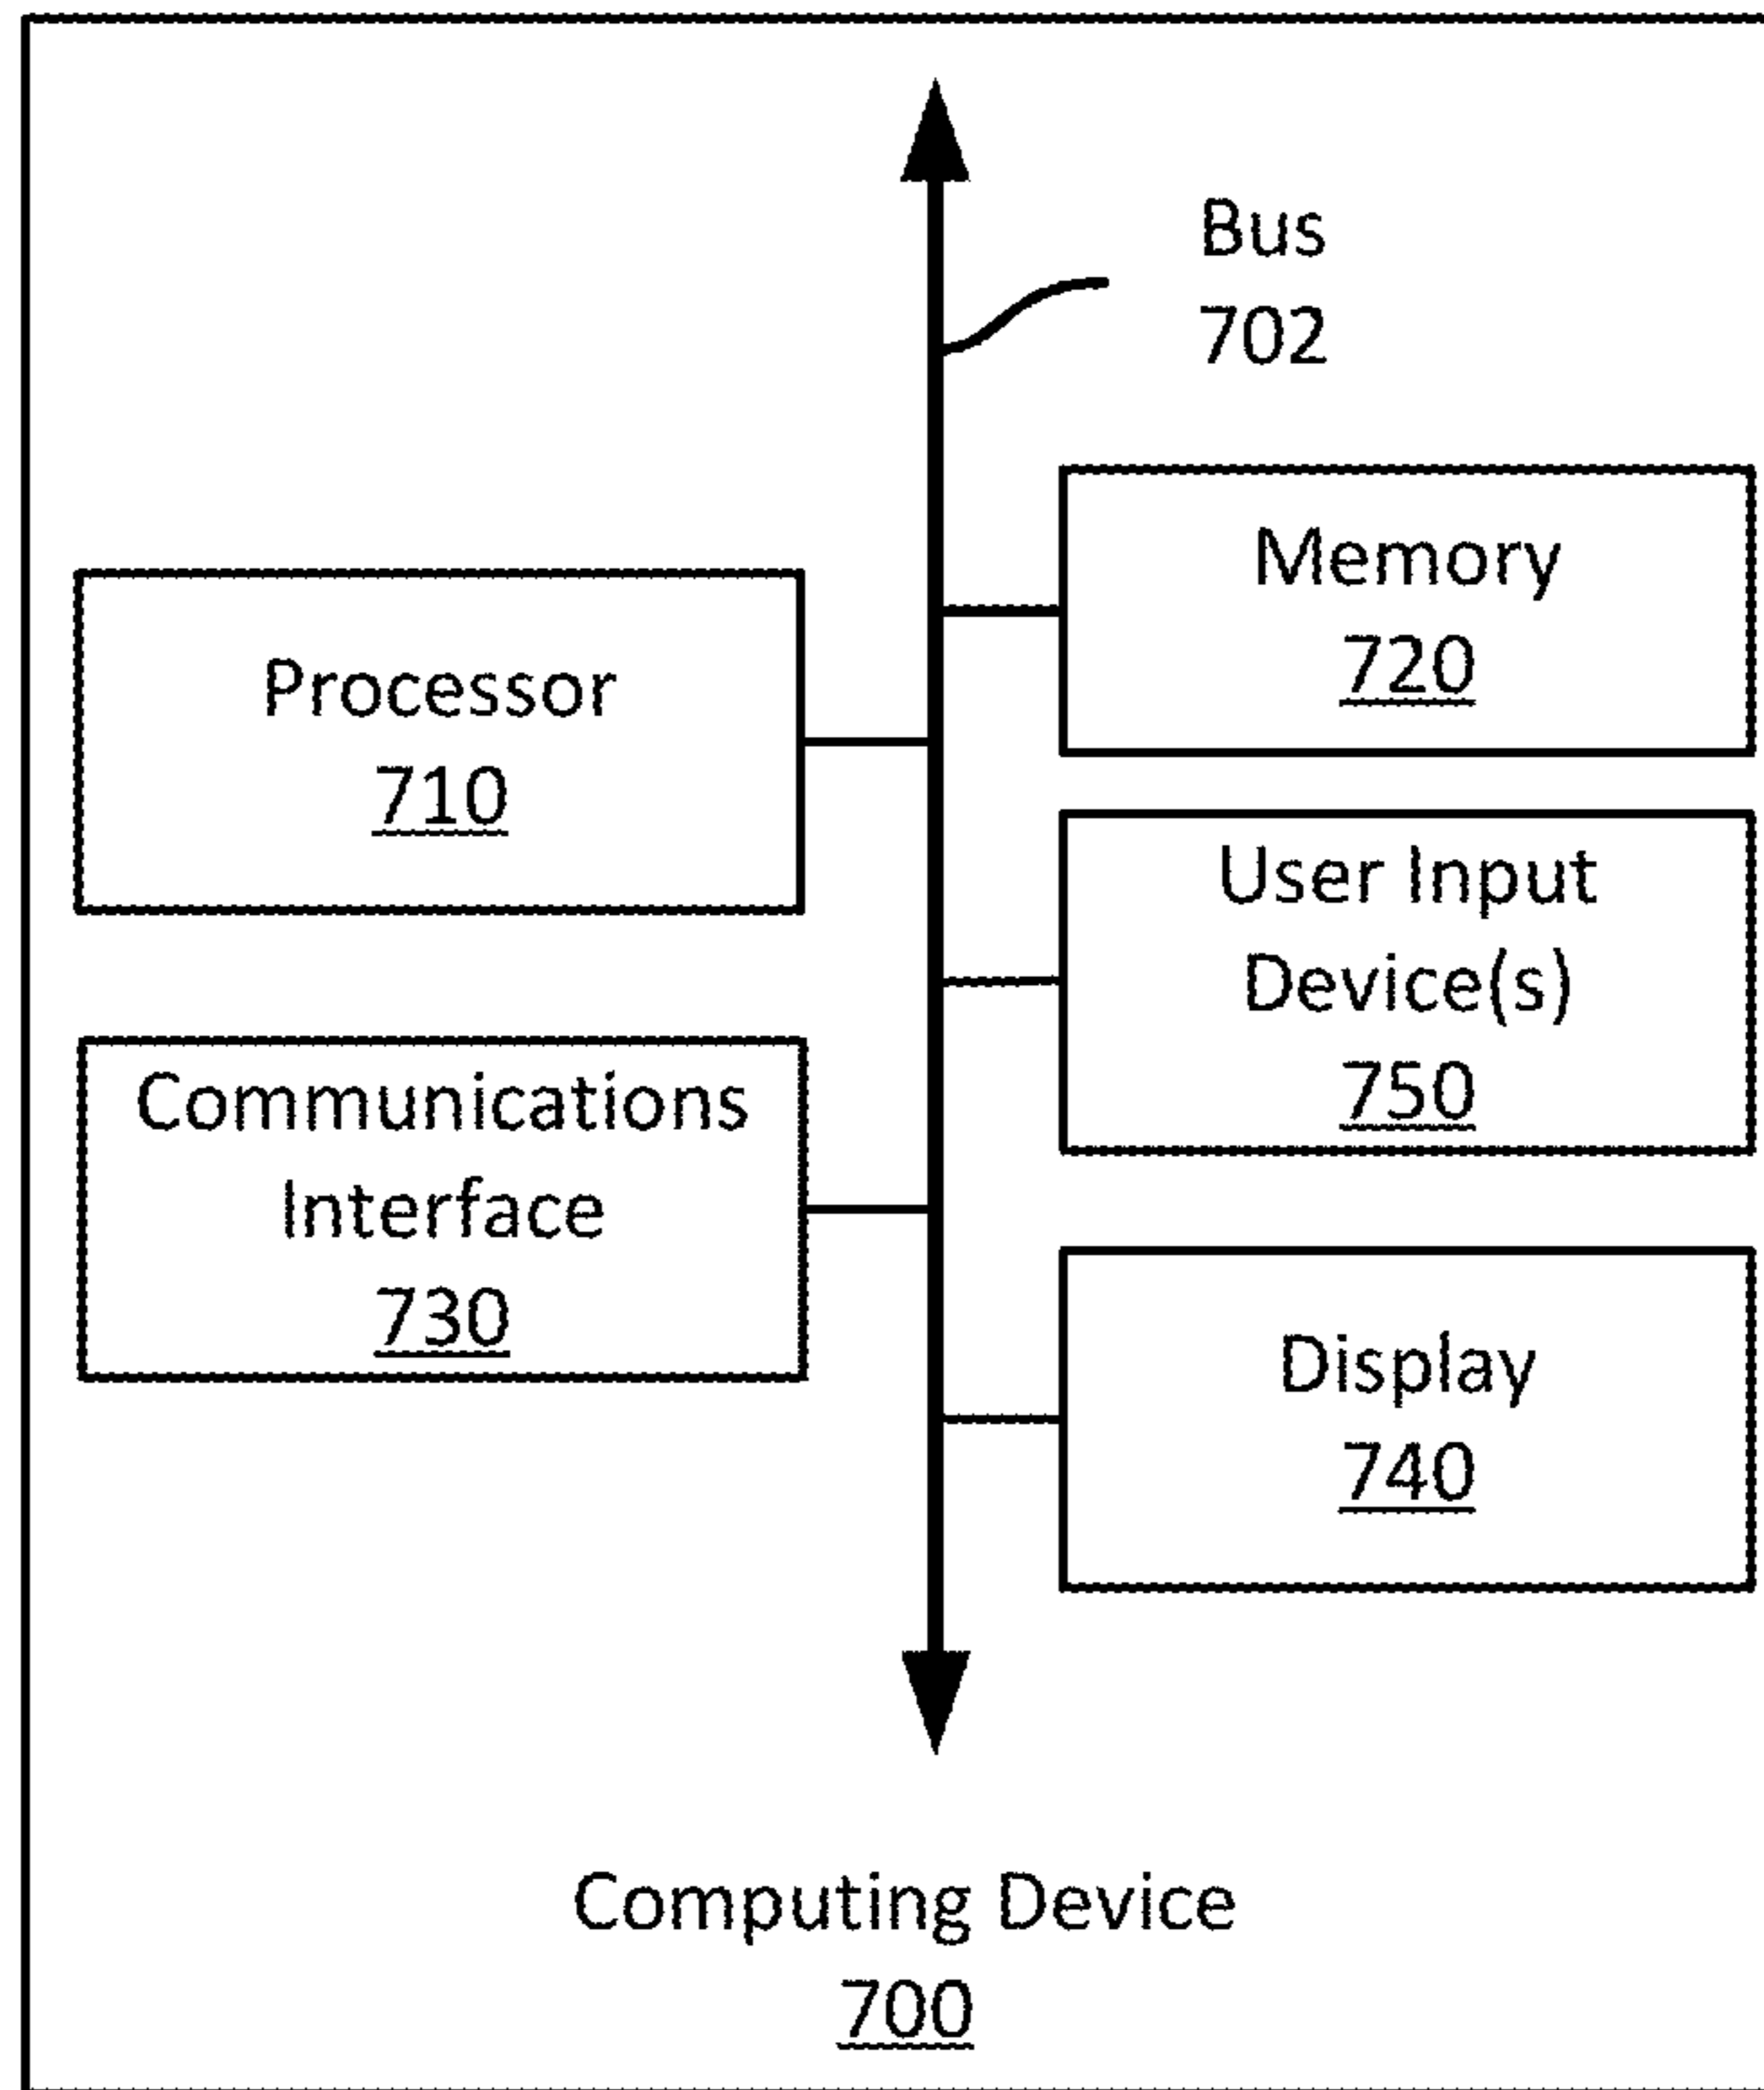 Bus
702
Memory
720
Processor
710
User Input
Device(s)
750
Communications
Interface
730
Display
740
Computing Device
700